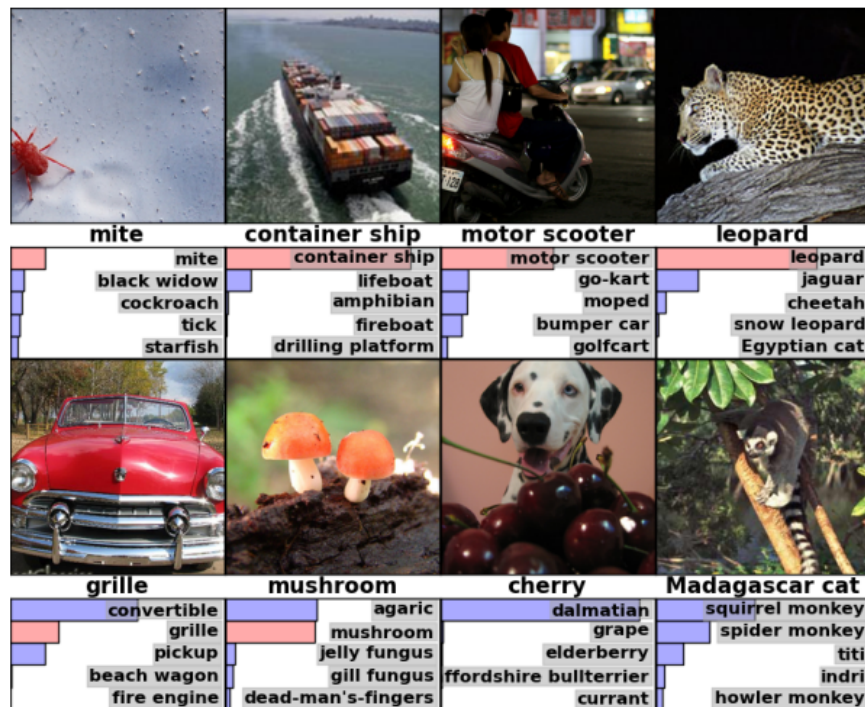 mite
container ship
motor scooter
leopard
mite
black widow
cockroach
tick
starfish
container ship
lifeboat
amphibian
fireboat
drilling platform
motor scooter
go-kart
moped
bumper car
golfcart
leopard
jaguar
cheetah
snow leopard
Egyptian cat
grille
mushroom
cherry
Madagascar cat
convertible
grille
pickup
beach wagon
fire engine
agaric
mushroom
jelly fungus
gill fungus
dead-man's-fingers
dalmatian
grape
elderberry
ffordshire bullterrier
currant
squirrel monkey
spider monkey
titi
indri
howler monkey